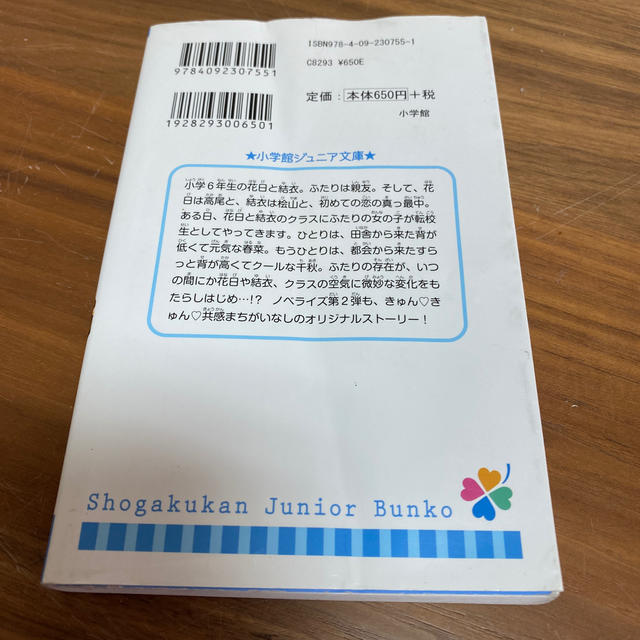 9784092307551
ISBN978-4-09-230755-1
C8293 ¥650E
1928293006501
定価：本体650円＋税
小学館
★小学館ジュニア文庫★
小学６年生の花日と結衣。ふたりは親友。そして、花
日は高尾と、結衣は桧山と、初めての恋の真っ最中。
ある日、花日と結衣のクラスにふたりの女の子が転校
生としてやってきます。ひとりは、田舎から来た背が
低くて元気な春菜。もうひとりは、都会から来たすら
っと背が高くてクールな千秋。ふたりの存在が、いつ
の間にか花日や結衣、クラスの空気に微妙な変化をも
たらしはじめ…!?　ノベライズ第２弾も、きゅん♡き
ゅん♡共感まちがいなしのオリジナルストーリー！
Shogakukan Junior Bunko